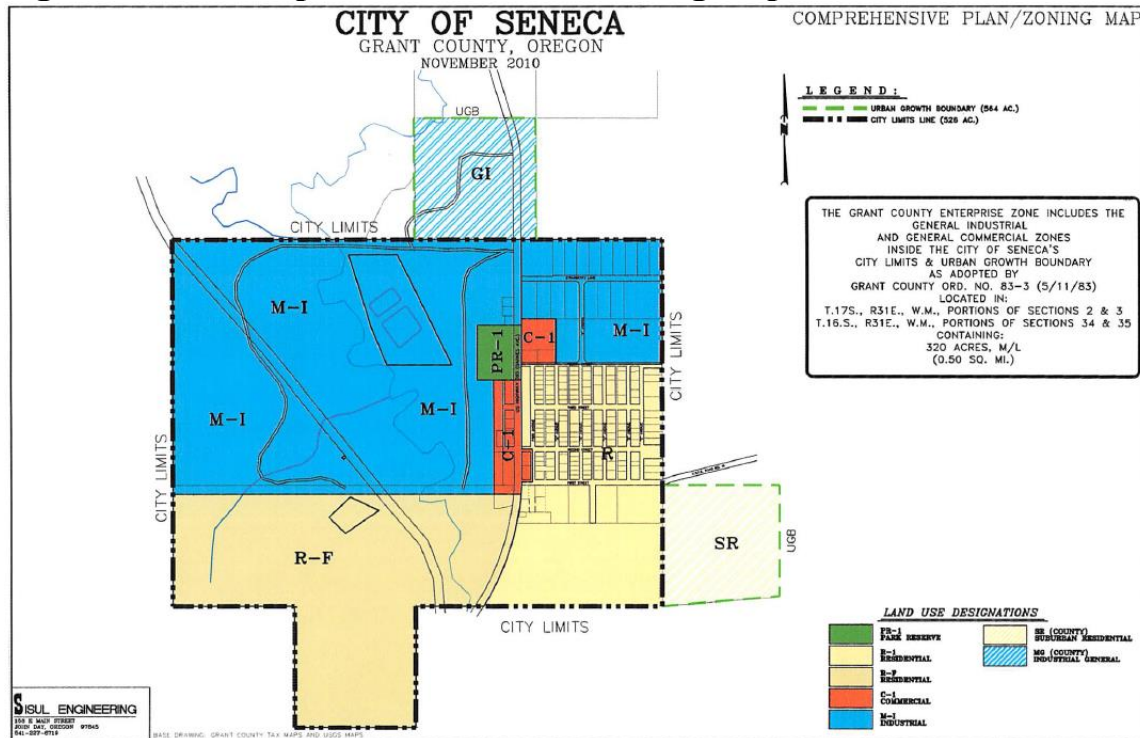 CITY OF SENECA
GRANT COUNTY, OREGON
NOVEMBER 2010
COMPREHENSIVE PLAN/ZONING MAP
LEGEND:
URBAN GROWTH BOUNDARY (564 AC.)
CITY LIMITS LINE (526 AC.)
N
THE GRANT COUNTY ENTERPRISE ZONE INCLUDES THE
GENERAL INDUSTRIAL
AND GENERAL COMMERCIAL ZONES
INSIDE THE CITY OF SENECA'S
CITY LIMITS & URBAN GROWTH BOUNDARY
AS ADOPTED BY
GRANT COUNTY ORD. NO. 83-3 (5/11/83)
LOCATED IN:
T.17S., R31E., W.M., PORTIONS OF SECTIONS 2 & 3
T.16.S., R31E., W.M., PORTIONS OF SECTIONS 34 & 35
CONTAINING:
320 ACRES, M/L
(0.50 SQ. MI.)
UGB
GI
CITY LIMITS
M-I
M-I
C-1
PR-1
CITY LIMITS
M-I
M-I
C-1
R
CITY LIMITS
SR
UGB
R-F
CITY LIMITS
LAND USE DESIGNATIONS
PR-1
PARK RESERVE
R-1
RESIDENTIAL
R-F
RESIDENTIAL
C-1
COMMERCIAL
M-I
INDUSTRIAL
SR (COUNTY)
SUBURBAN RESIDENTIAL
MG (COUNTY)
INDUSTRIAL GENERAL
SISUL ENGINEERING
JOHN DAY, OREGON 97845
BASE DRAWING: GRANT COUNTY TAX MAPS AND USGS MAPS